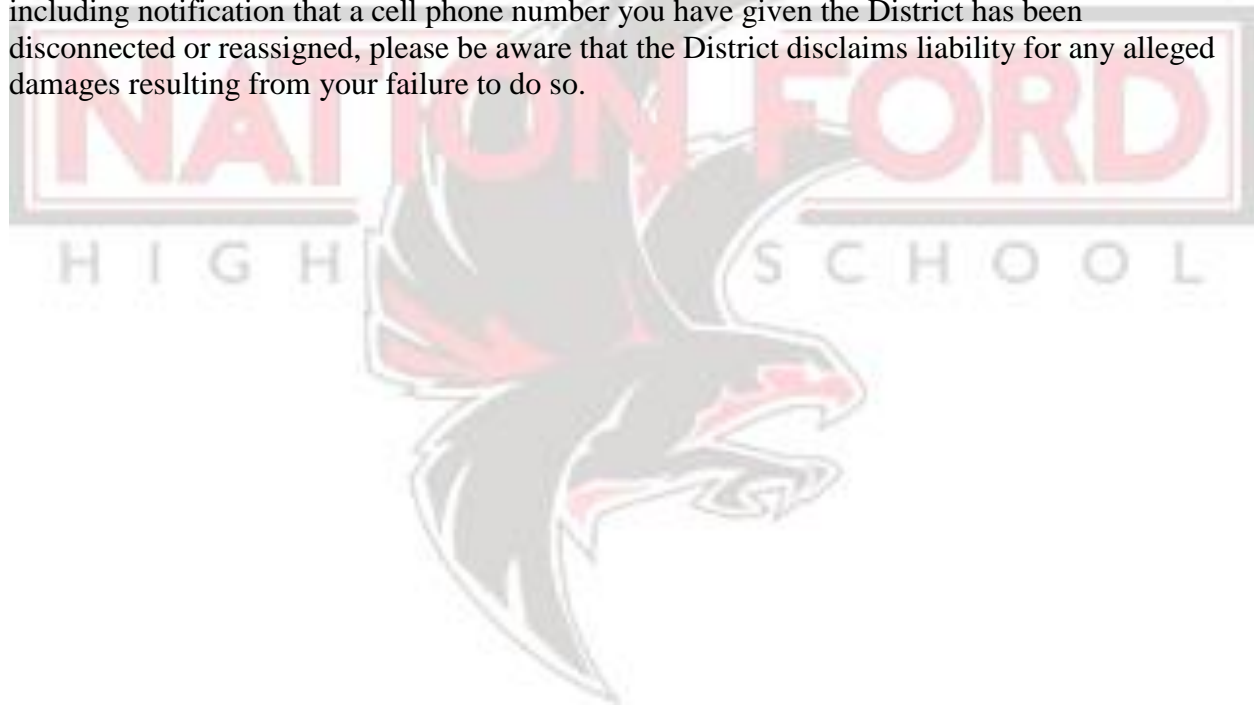 including notification that a cell phone number you have given the District has been
disconnected or reassigned, please be aware that the District disclaims liability for any alleged
damages resulting from your failure to do so.
NATION FORD
HIGH SCHOOL